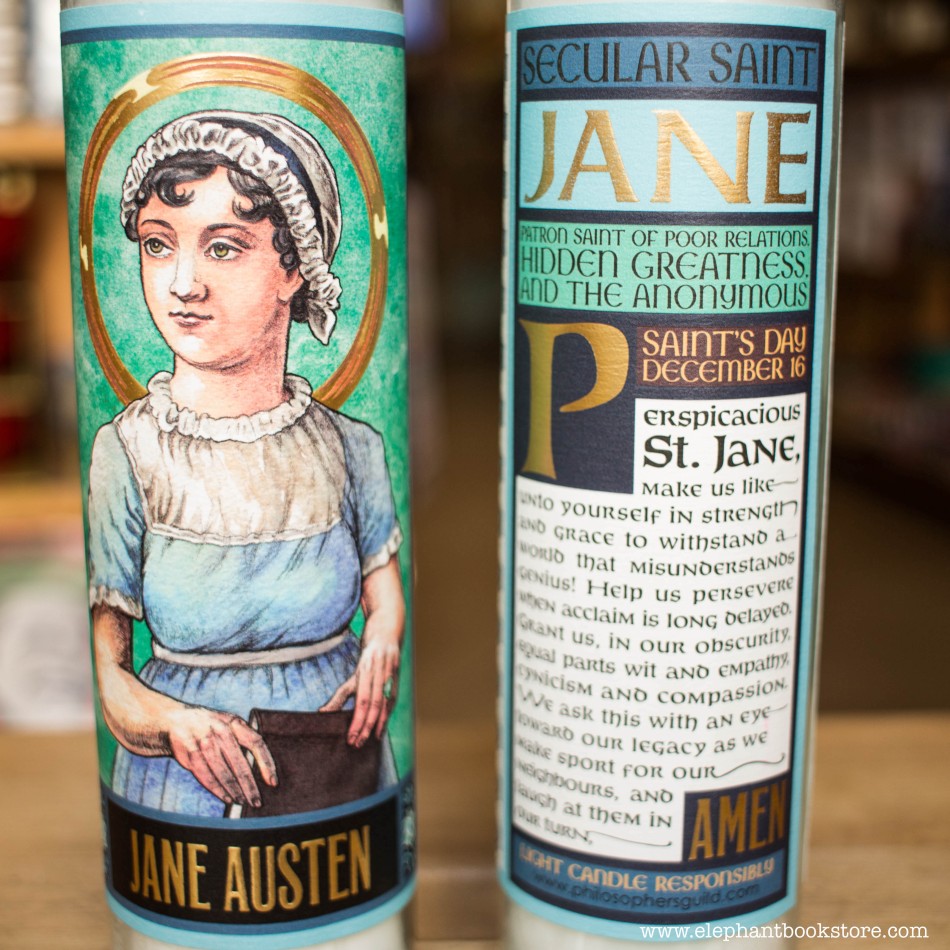 JANE AUSTEN
SECULAR SAINT
JANE
PATRON SAINT OF POOR RELATIONS,
HIDDEN GREATNESS,
AND THE ANONYMOUS
SAINT'S DAY
DECEMBER 16
PERSPICACIOUS
ST. JANE,
MAKE US LIKE
UNTO YOURSELF IN STRENGTH
AND GRACE TO WITHSTAND A
WORLD THAT MISUNDERSTANDS
GENIUS! HELP US PERSEVERE
WHEN ACCLAIM IS LONG DELAYED.
GRANT US, IN OUR OBSCURITY,
EQUAL PARTS WIT AND EMPATHY,
CYNICISM AND COMPASSION.
WE ASK THIS WITH AN EYE
TOWARD OUR LEGACY AS WE
MAKE SPORT FOR OUR
NEIGHBOURS, AND
LAUGH AT THEM IN
OUR TURN,
AMEN
LIGHT CANDLE RESPONSIBLY
www.philosophersguild.com
www.elephantbookstore.com